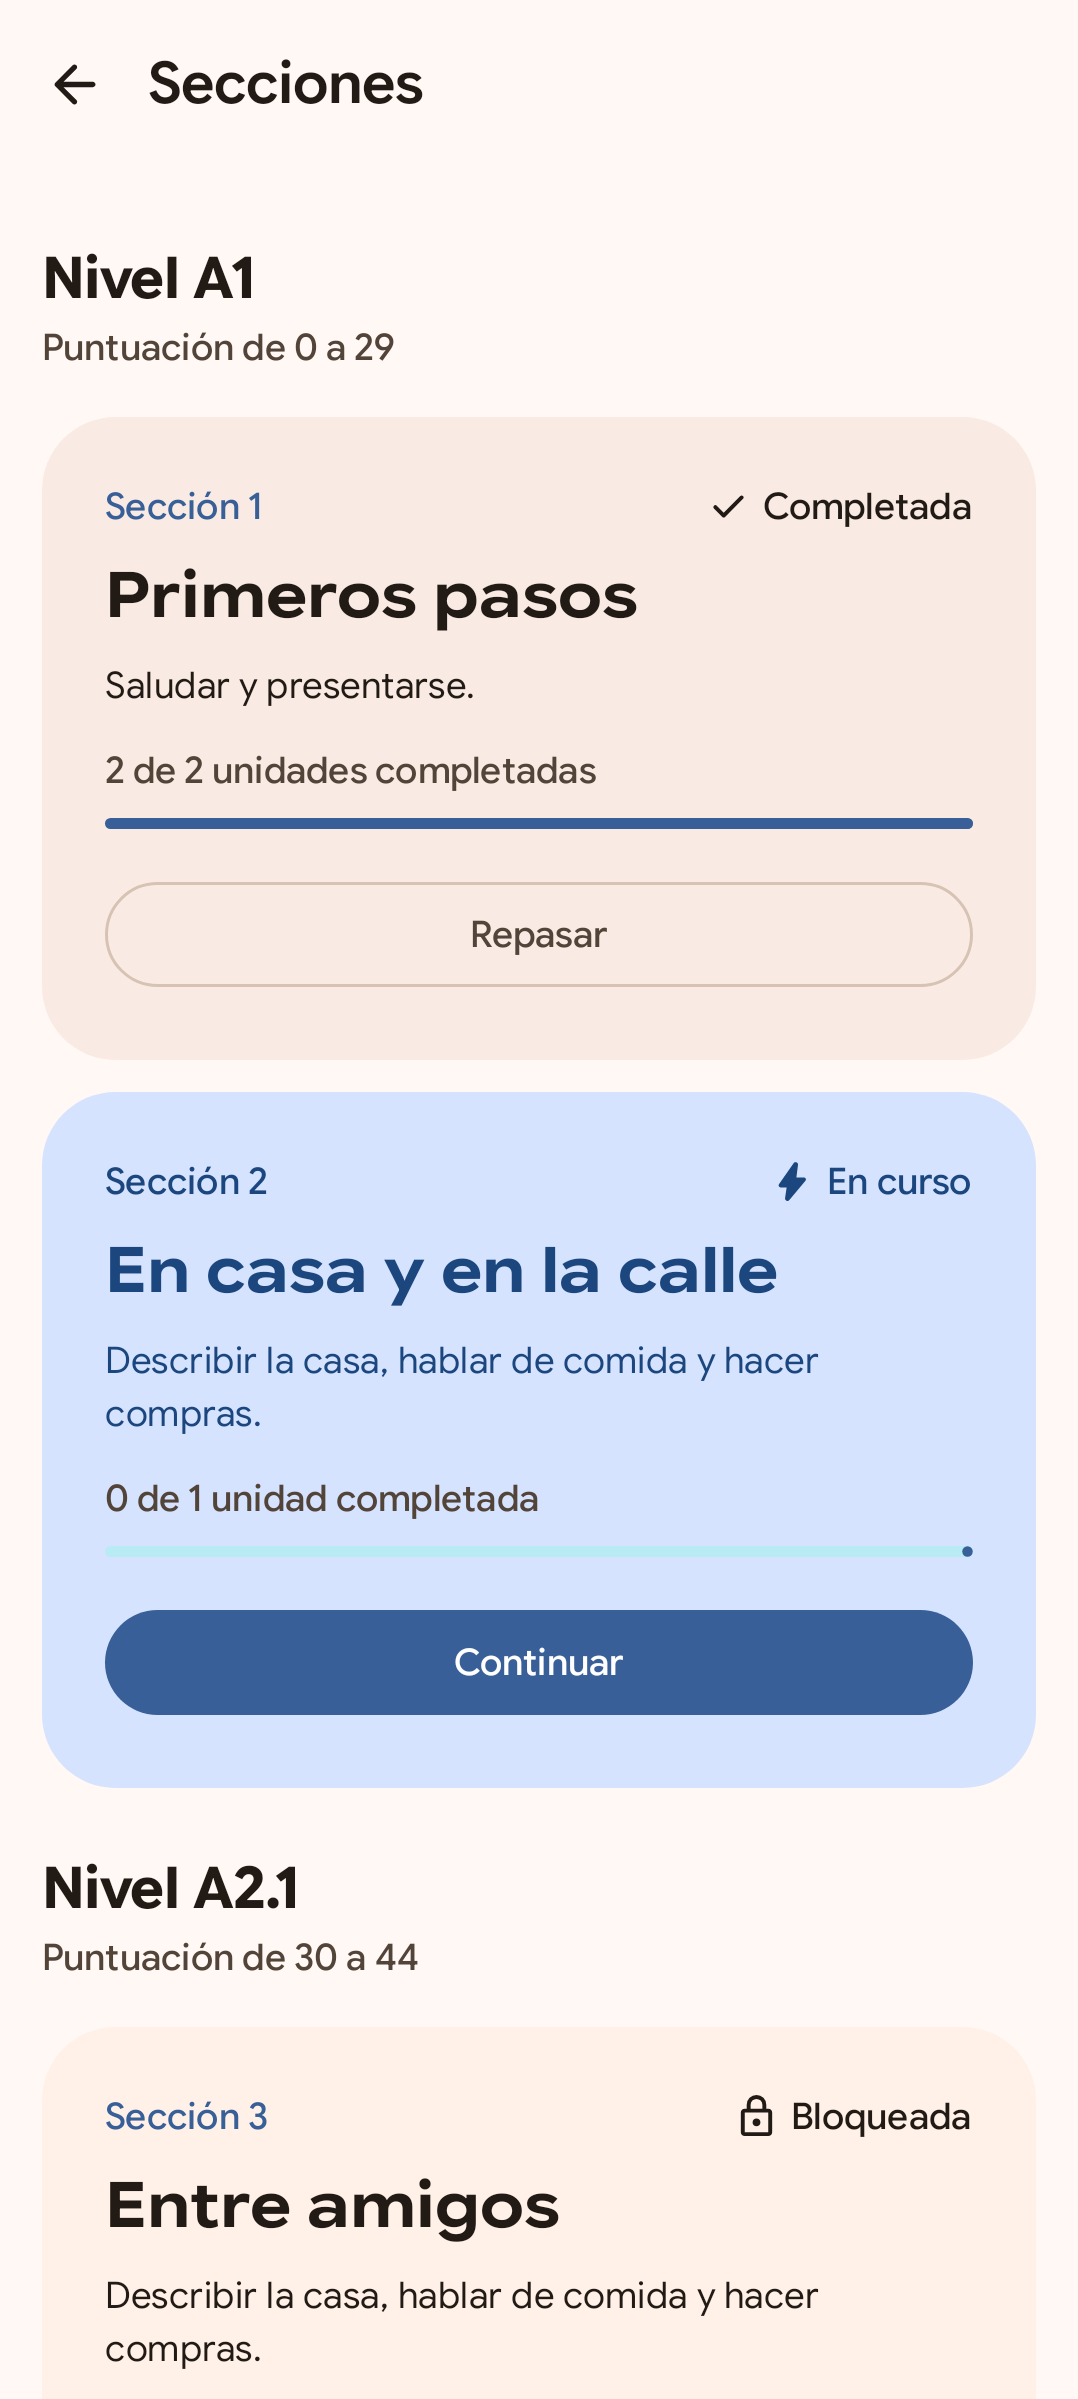 Secciones
Nivel A1
Puntuación de 0 a 29
Sección 1
Completada
Primeros pasos
Saludar y presentarse.
2 de 2 unidades completadas
Repasar
Sección 2
En curso
En casa y en la calle
Describir la casa, hablar de comida y hacer
compras.
0 de 1 unidad completada
Continuar
Nivel A2.1
Puntuación de 30 a 44
Sección 3
Bloqueada
Entre amigos
Describir la casa, hablar de comida y hacer
compras.